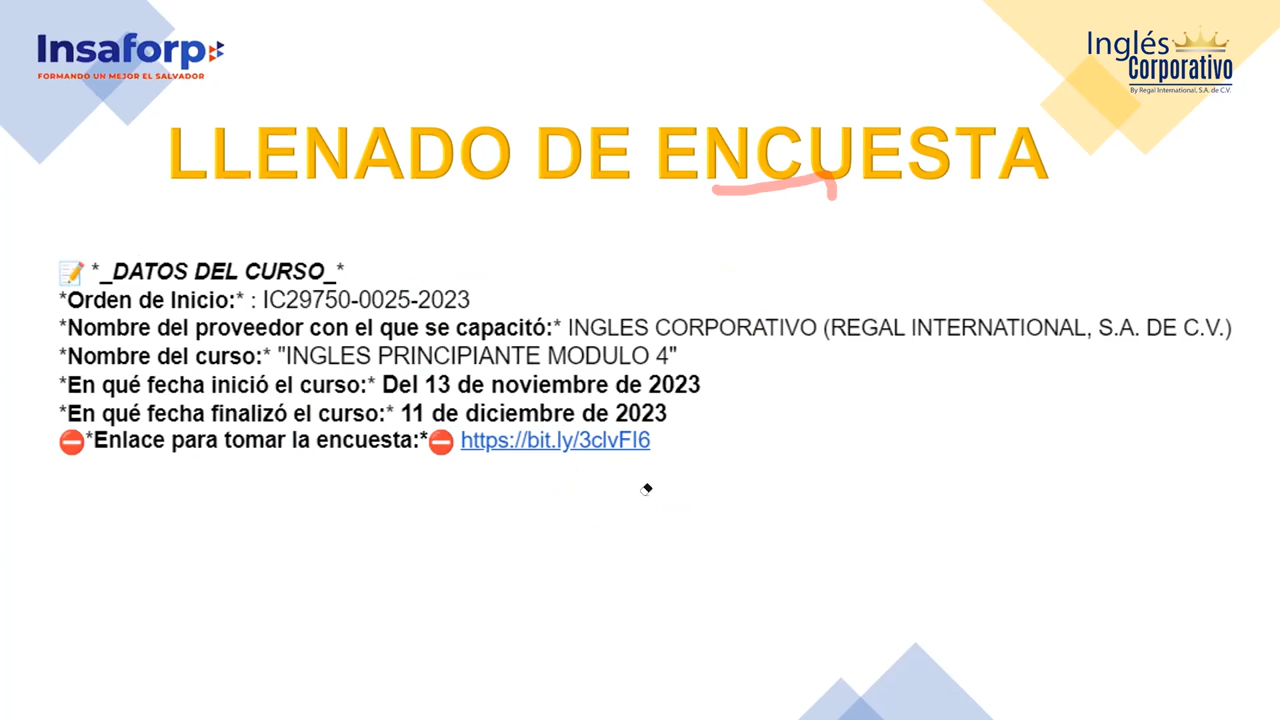 Insaforp
FORMANDO UN MEJOR EL SALVADOR
Inglés
Corporativo
By Regal International, S.A. de C.V.
LLENADO DE ENCUESTA
*_DATOS DEL CURSO_*
*Orden de Inicio:* : IC29750-0025-2023
*Nombre del proveedor con el que se capacitó:* INGLES CORPORATIVO (REGAL INTERNATIONAL, S.A. DE C.V.)
*Nombre del curso:* "INGLES PRINCIPIANTE MODULO 4"
*En qué fecha inició el curso:* Del 13 de noviembre de 2023
*En qué fecha finalizó el curso:* 11 de diciembre de 2023
*Enlace para tomar la encuesta:* https://bit.ly/3clvFI6